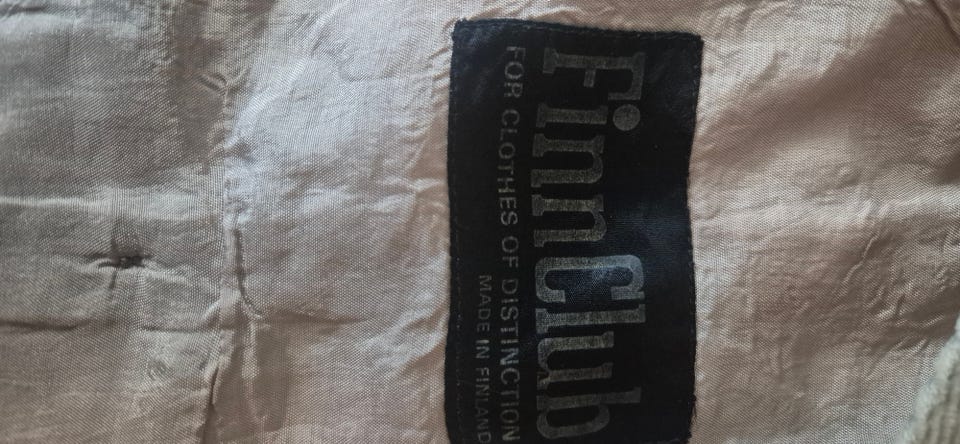 FinnClub
FOR CLOTHES OF DISTINCTION
MADE IN FINLAND